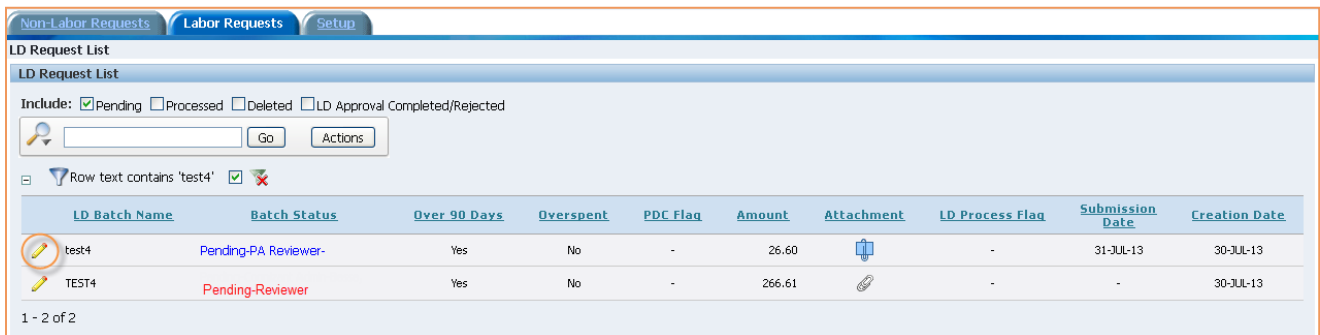 Non-Labor Requests Labor Requests Setup
LD Request List
LD Request List
Include: Pending Processed Deleted LD Approval Completed/Rejected
Go Actions
Row text contains 'test4'
LD Batch Name Batch Status Over 90 Days Overspent PDC Flag Amount Attachment LD Process Flag Submission Date Creation Date
test4 Pending-PA Reviewer- Yes No - 26.60 - 31-JUL-13 30-JUL-13
TEST4 Pending-Reviewer Yes No - 266.61 - - 30-JUL-13
1 - 2 of 2